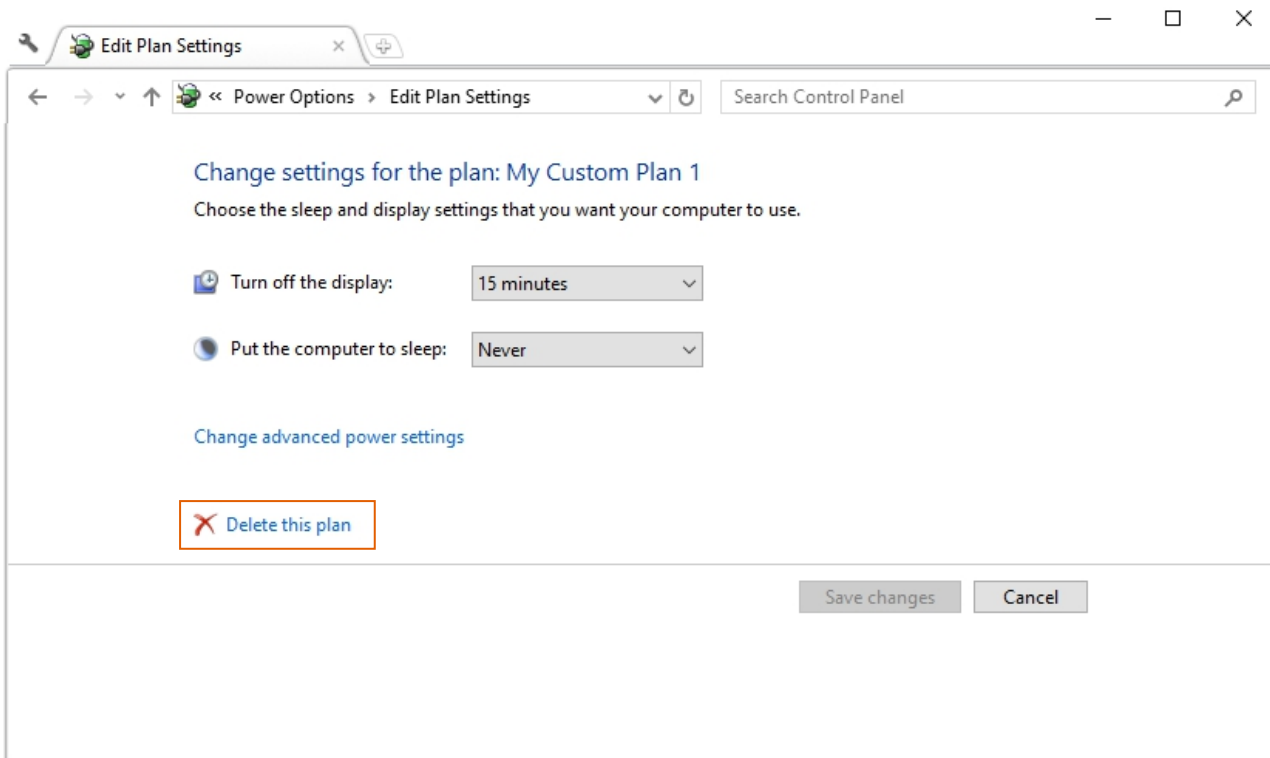 Edit Plan Settings
« Power Options > Edit Plan Settings
Search Control Panel
Change settings for the plan: My Custom Plan 1
Choose the sleep and display settings that you want your computer to use.
Turn off the display: 15 minutes
Put the computer to sleep: Never
Change advanced power settings
Delete this plan
Save changes Cancel